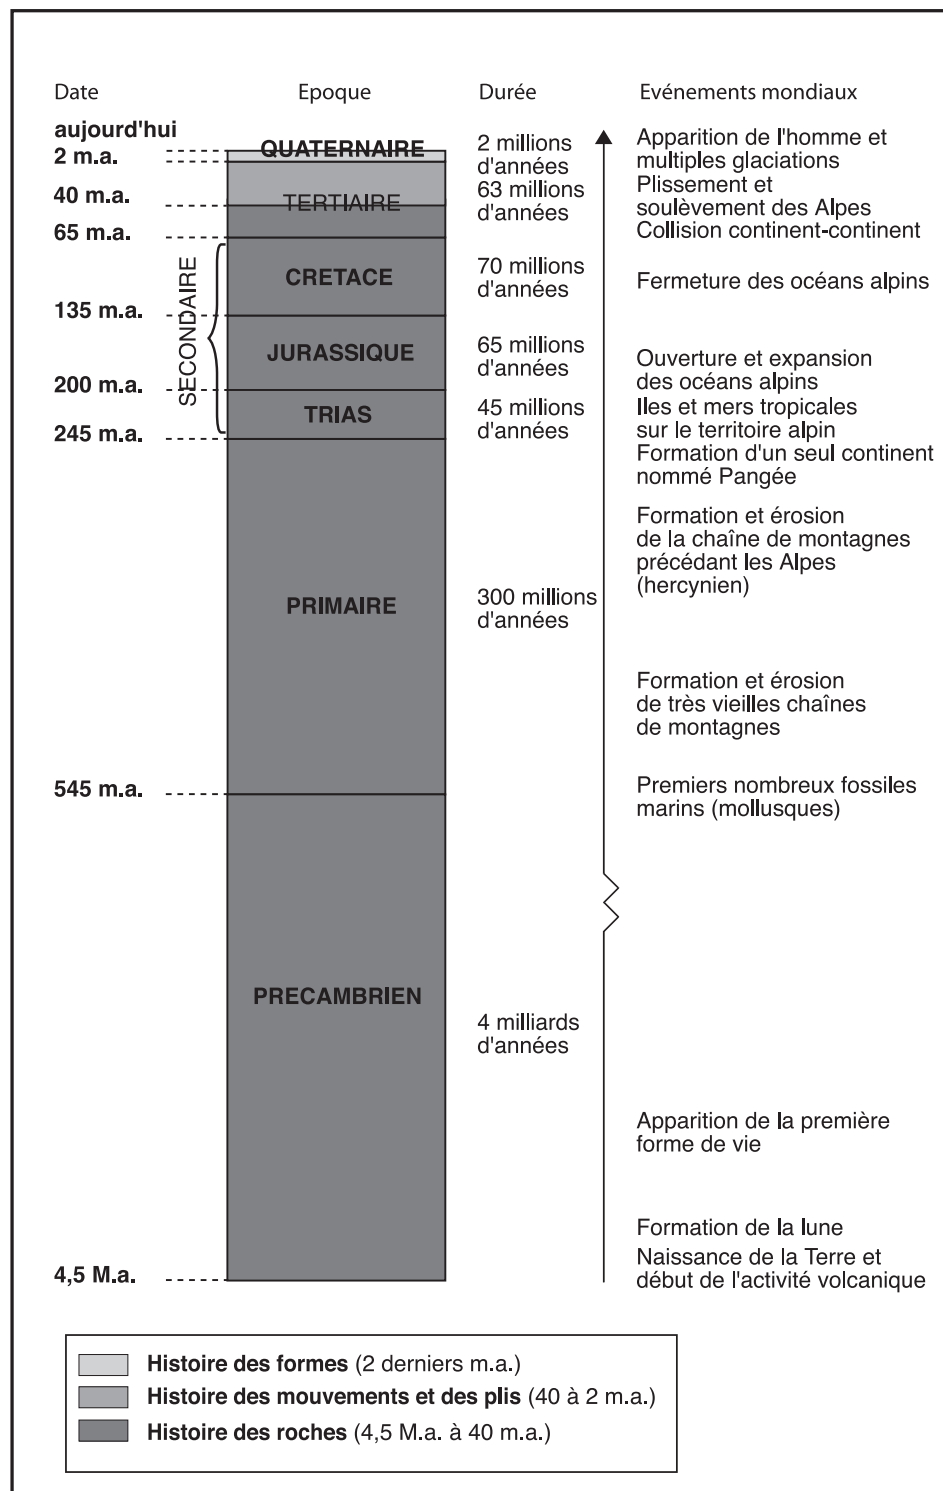 Date Epoque Durée Evénements mondiaux
aujourd'hui
2 m.a.
QUATERNAIRE
2 millions
d'années
Apparition de l'homme et
multiples glaciations
40 m.a.
TERTIAIRE
63 millions
d'années
Plissement et
soulèvement des Alpes
Collision continent-continent
65 m.a.
SECONDAIRE
CRETACE
70 millions
d'années
Fermeture des océans alpins
135 m.a.
JURASSIQUE
65 millions
d'années
Ouverture et expansion
des océans alpins
200 m.a.
TRIAS
45 millions
d'années
Iles et mers tropicales
sur le territoire alpin
245 m.a.
Formation d'un seul continent
nommé Pangée
Formation et érosion
de la chaîne de montagnes
précédant les Alpes
(hercynien)
PRIMAIRE
300 millions
d'années
Formation et érosion
de très vieilles chaînes
de montagnes
545 m.a.
Premiers nombreux fossiles
marins (mollusques)
PRECAMBRIEN
4 milliards
d'années
Apparition de la première
forme de vie
Formation de la lune
4,5 M.a.
Naissance de la Terre et
début de l'activité volcanique
Histoire des formes (2 derniers m.a.)
Histoire des mouvements et des plis (40 à 2 m.a.)
Histoire des roches (4,5 M.a. à 40 m.a.)